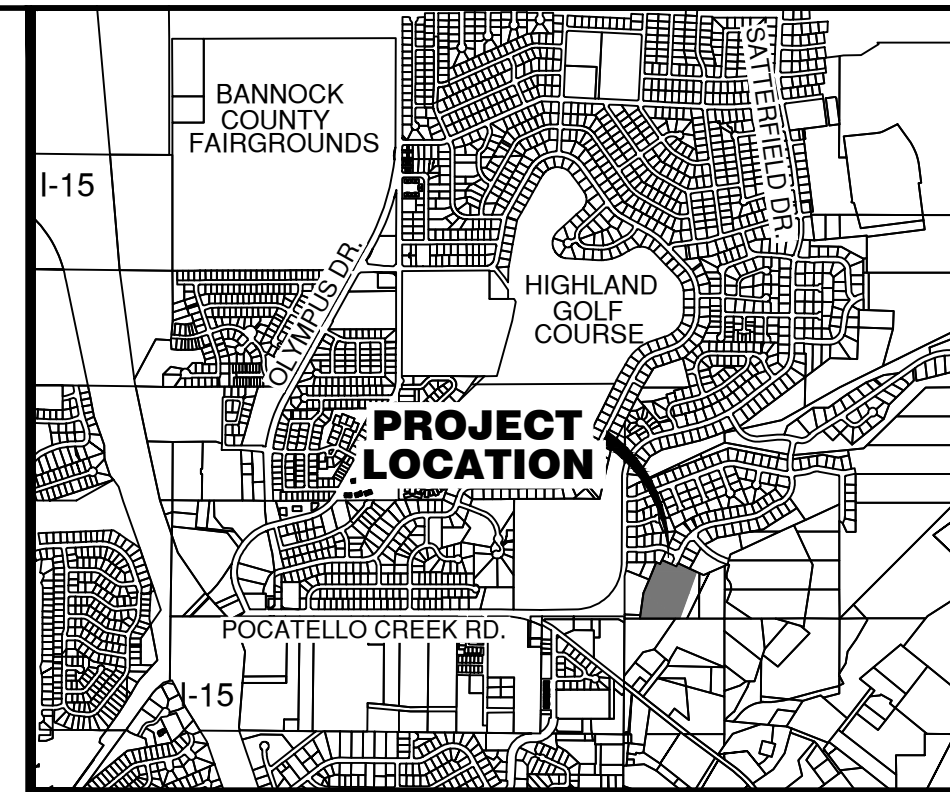 BANNOCK
COUNTY
FAIRGROUNDS
SATTERFIELD DR.
I-15
OLYMPUS DR.
HIGHLAND
GOLF
COURSE
PROJECT
LOCATION
POCATELLO CREEK RD.
I-15